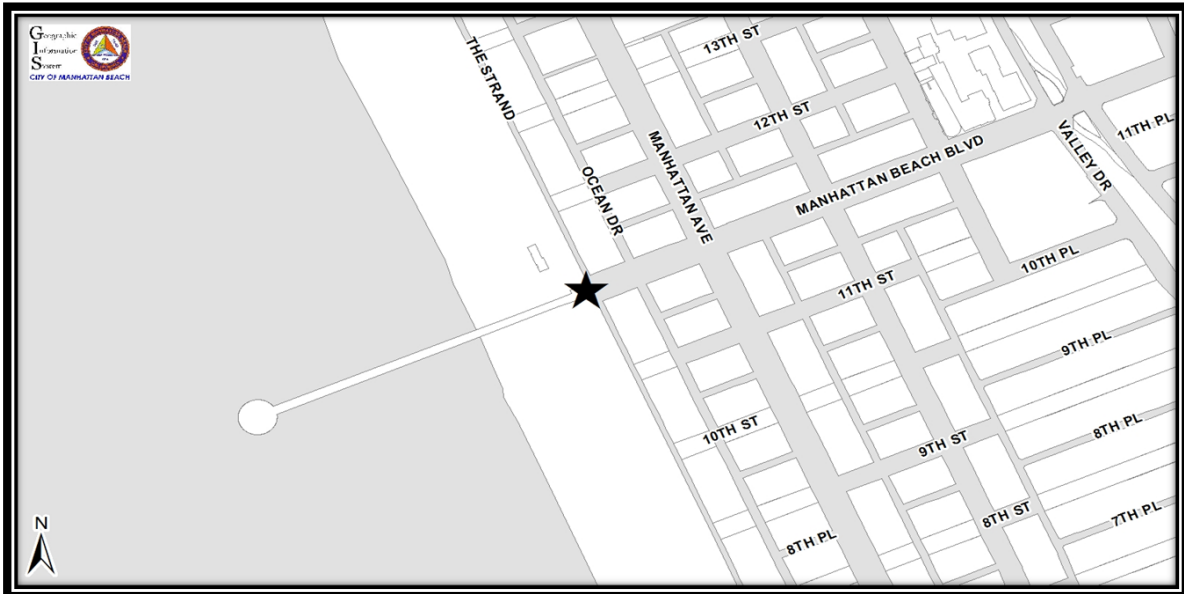 Geographic
Information
System
CITY OF MANHATTAN BEACH
13TH ST
THE STRAND
12TH ST
11TH PL
MANHATTAN AVE
VALLEY DR
MANHATTAN BEACH BLVD
OCEAN DR
10TH PL
11TH ST
9TH PL
10TH ST
8TH PL
9TH ST
8TH ST
7TH PL
8TH PL
N